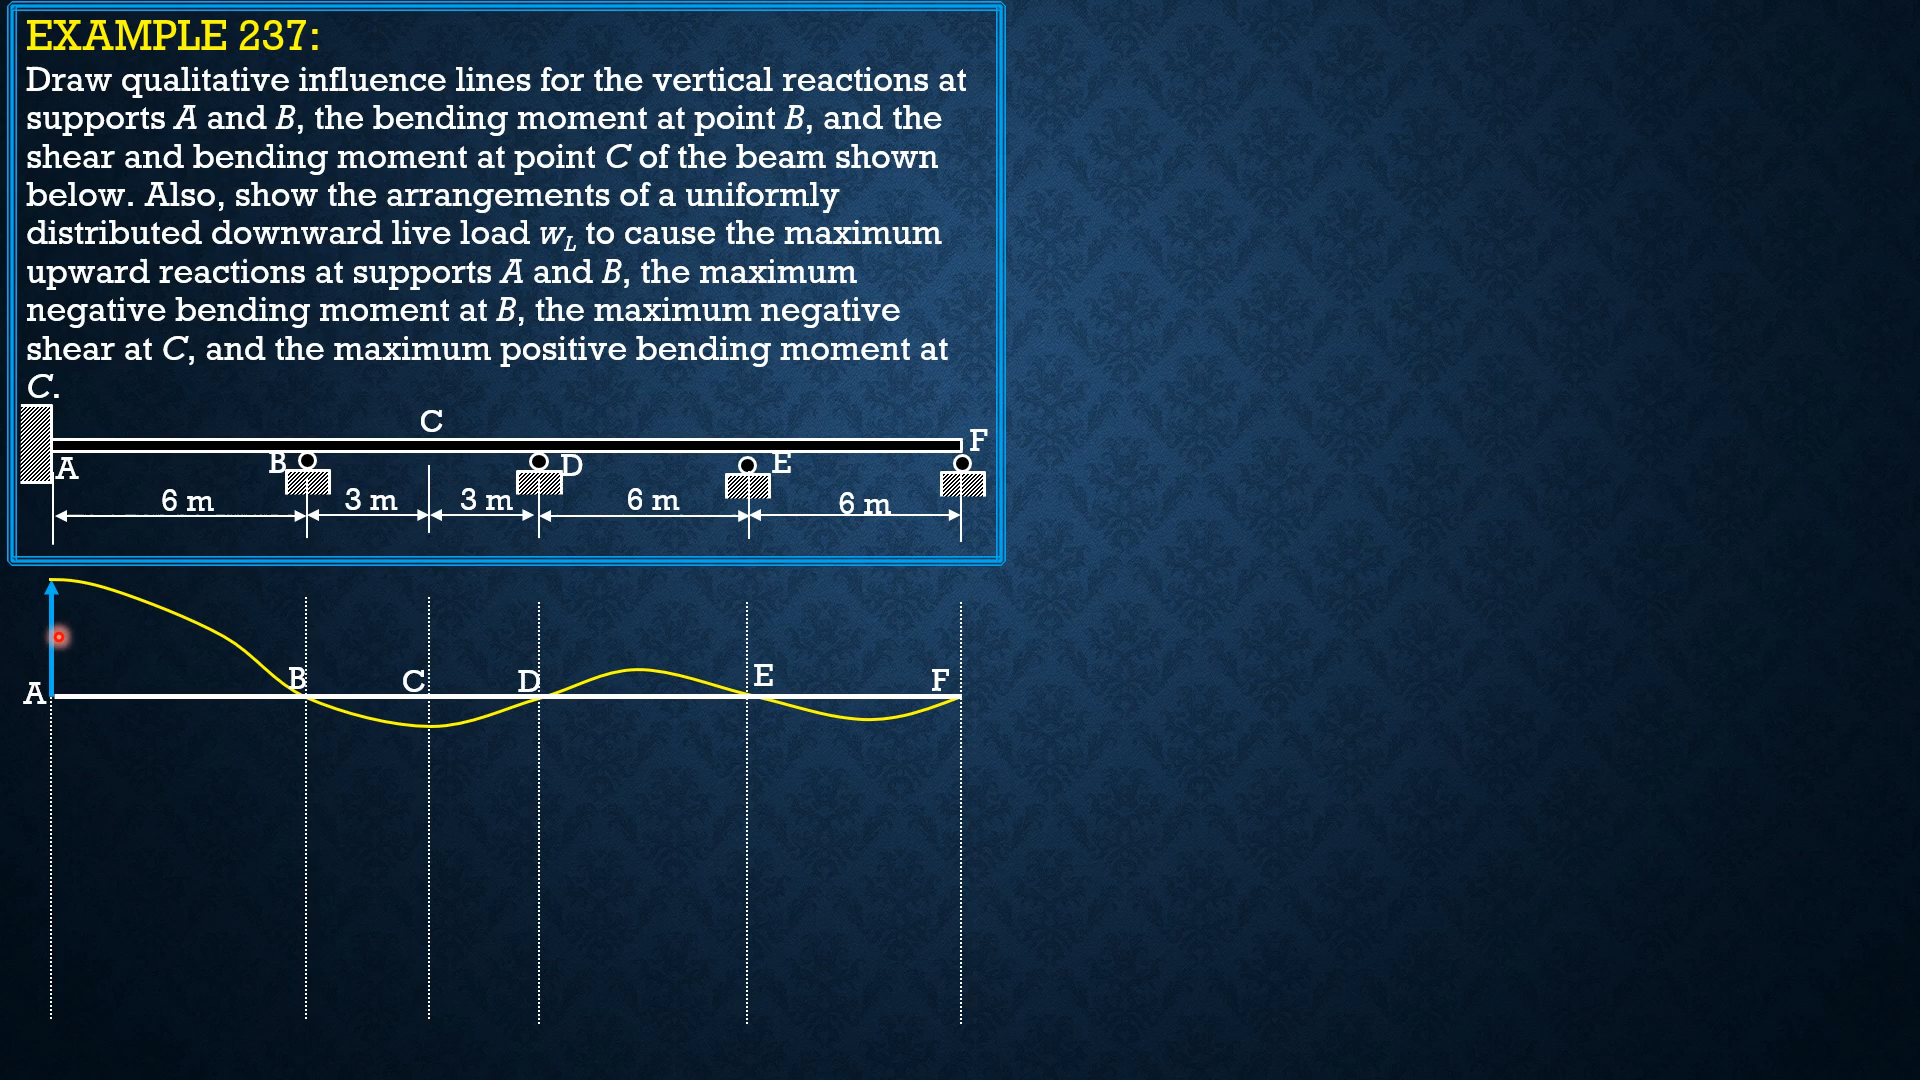 EXAMPLE 237:
Draw qualitative influence lines for the vertical reactions at
supports A and B, the bending moment at point B, and the
shear and bending moment at point C of the beam shown
below. Also, show the arrangements of a uniformly
distributed downward live load wL to cause the maximum
upward reactions at supports A and B, the maximum
negative bending moment at B, the maximum negative
shear at C, and the maximum positive bending moment at
C.
C
F
A B D E
6 m 3 m 3 m 6 m 6 m
A B C D E F